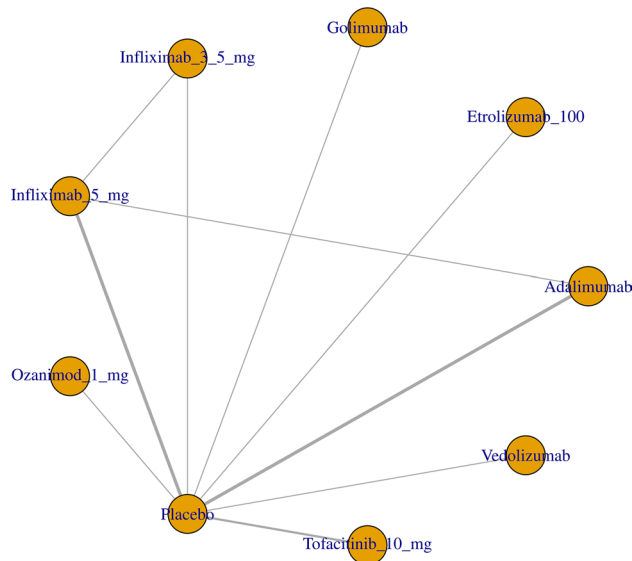 Golimumab
Infliximab_3_5_mg
Etrolizumab_100
Infliximab_5_mg
Adalimumab
Ozanimod_1_mg
Vedolizumab
Placebo
Tofacitinib_10_mg